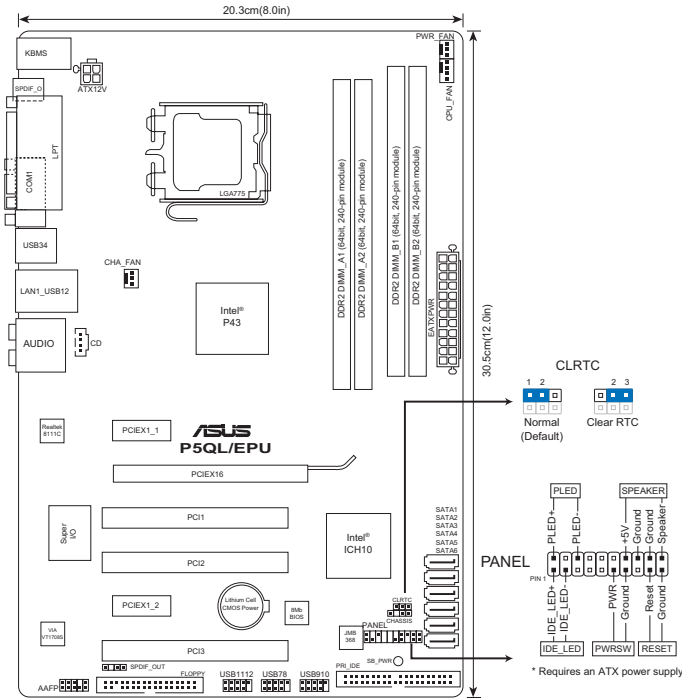 20.3cm(8.0in)
PWR_FAN
KBMS
ATX12V
SPDIF_O
CPU_FAN
LPT
COM1
LGA775
DDR2 DIMM_A1 (64bit, 240-pin module)
DDR2 DIMM_A2 (64bit, 240-pin module)
DDR2 DIMM_B1 (64bit, 240-pin module)
DDR2 DIMM_B2 (64bit, 240-pin module)
USB34
CHA_FAN
LAN1_USB12
EATXPWR
30.5cm(12.0in)
Intel®
P43
AUDIO
CD
CLRTC
1 2
2 3
Normal
(Default)
Clear RTC
Realtek
8111C
PCIEX1_1
ASUS
P5QL/EPU
PCIEX16
PLED
SPEAKER
PLED+
PLED-
+5V
Ground
Ground
Speaker
SATA1
SATA2
SATA3
SATA4
SATA5
SATA6
Super
I/O
PCI1
Intel®
ICH10
PANEL
PIN 1
PCI2
IDE_LED+
IDE_LED-
PWR
Ground
Reset
Ground
IDE_LED
PWRSW
RESET
* Requires an ATX power supply
Lithium Cell
CMOS Power
PCIEX1_2
8Mb
BIOS
CLRTC
CHASSIS
VIA
VT1708S
PANEL
JMB
368
PCI3
SB_PWR
SPDIF_OUT
FLOPPY
USB1112
USB78
USB910
PRI_IDE
AAFP